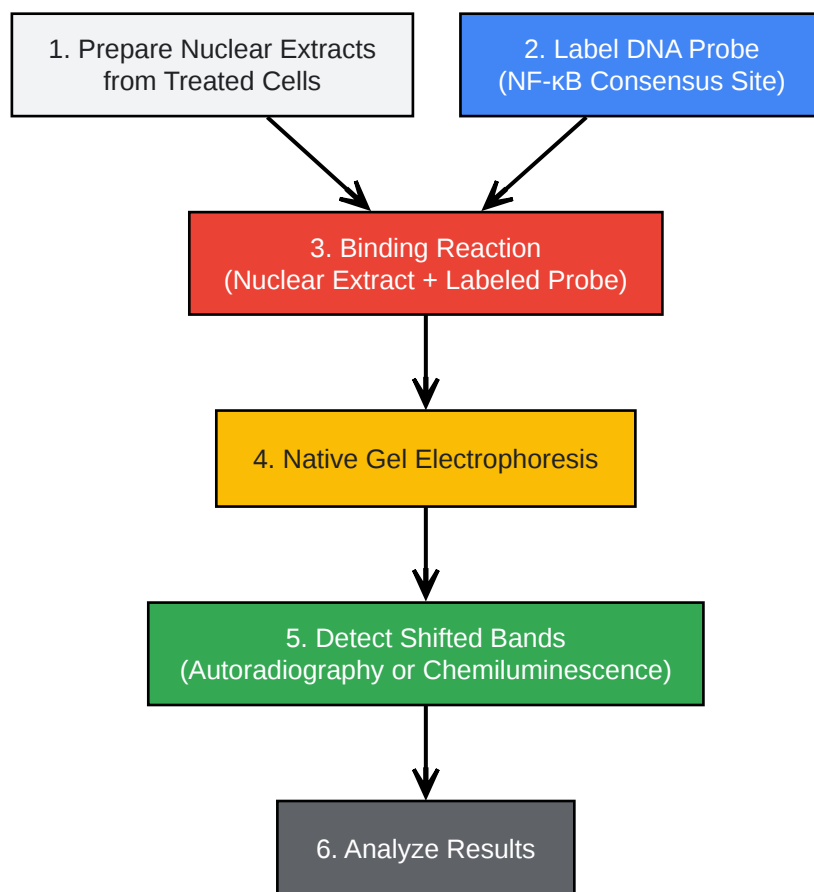 1. Prepare Nuclear Extracts
from Treated Cells
2. Label DNA Probe
(NF-κB Consensus Site)
3. Binding Reaction
(Nuclear Extract + Labeled Probe)
4. Native Gel Electrophoresis
5. Detect Shifted Bands
(Autoradiography or Chemiluminescence)
6. Analyze Results